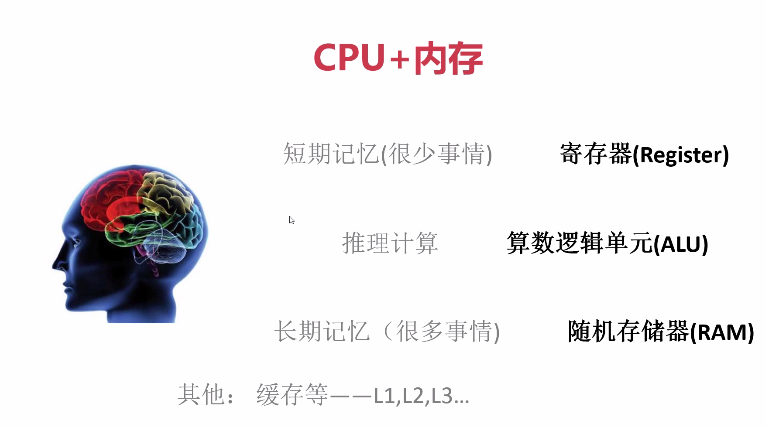 CPU+内存
短期记忆(很少事情) 寄存器(Register)
推理计算 算数逻辑单元(ALU)
长期记忆（很多事情) 随机存储器(RAM)
其他： 缓存等——L1,L2,L3…